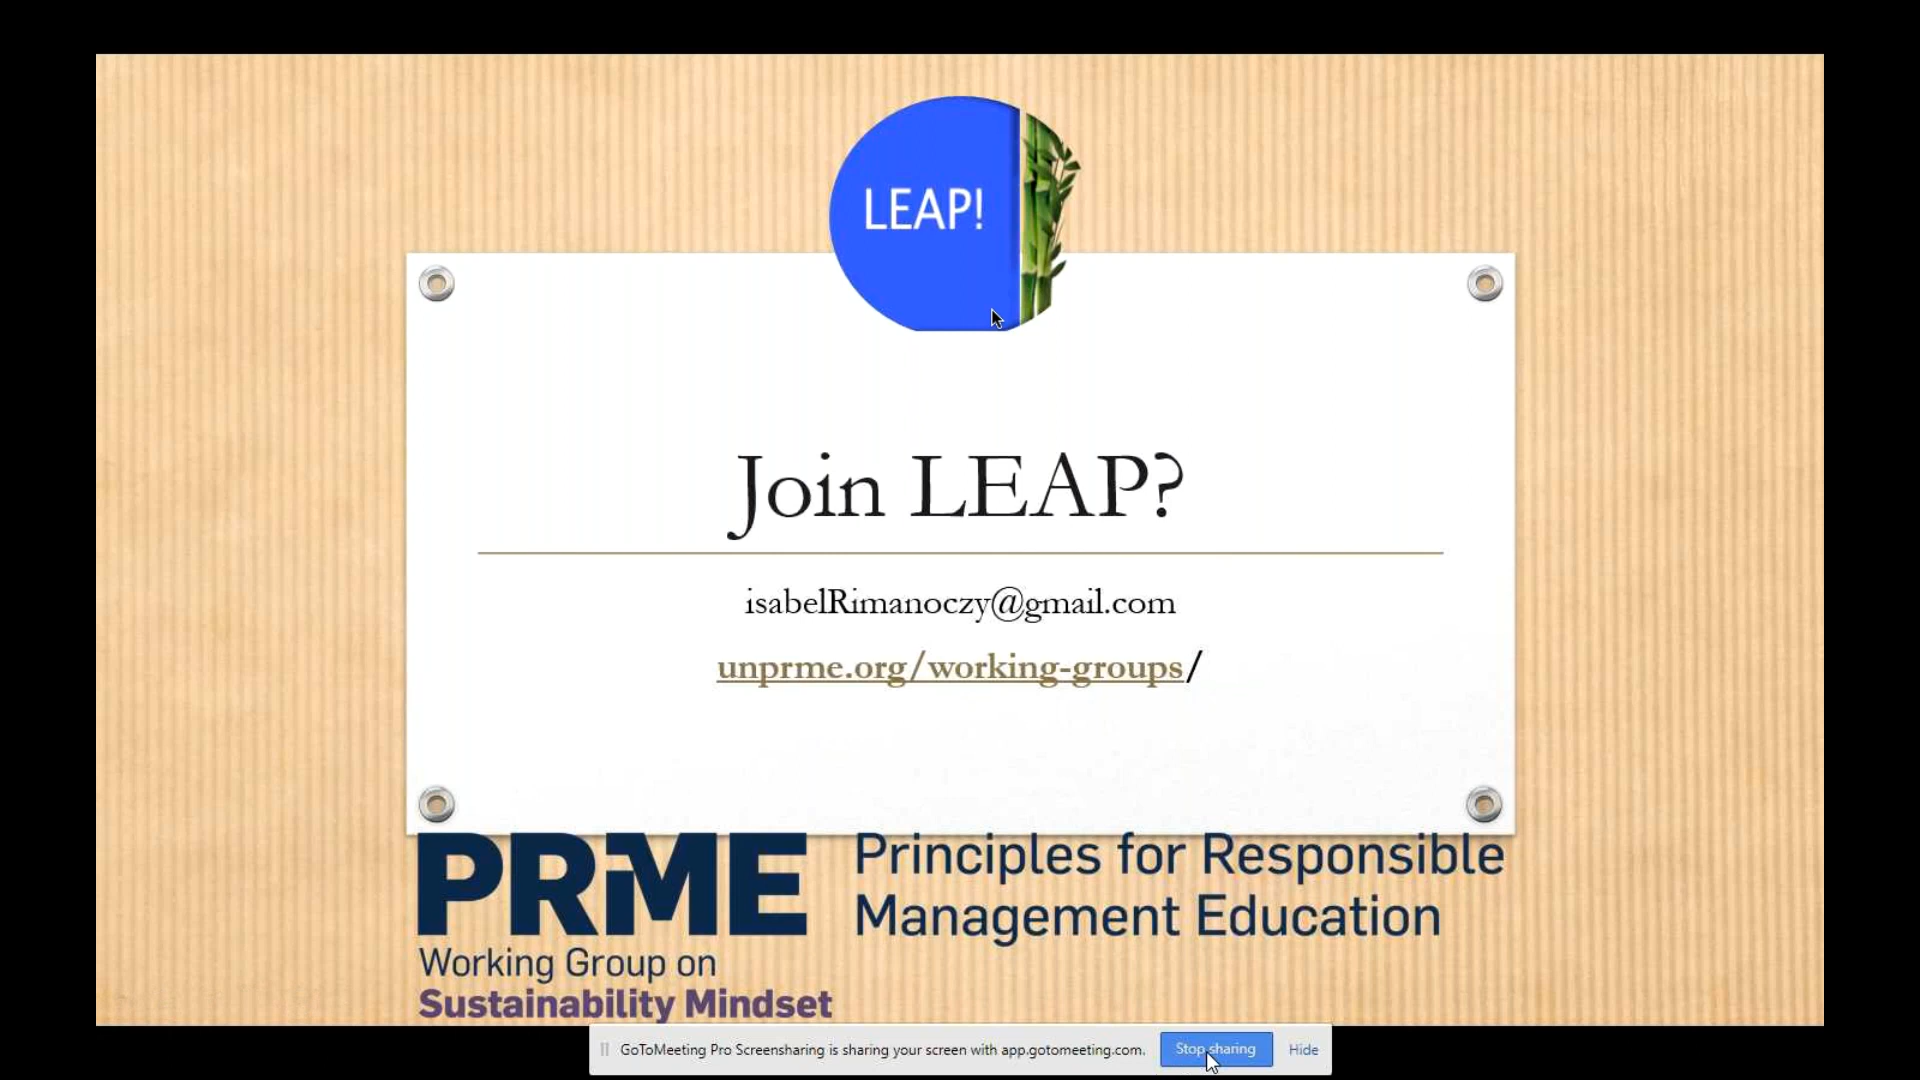 LEAP!
Join LEAP?
isabelRimanoczy@gmail.com
unprme.org/working-groups/
PRME
Principles for Responsible
Management Education
Working Group on
Sustainability Mindset
GoToMeeting Pro Screensharing is sharing your screen with app.gotomeeting.com.
Stop sharing
Hide